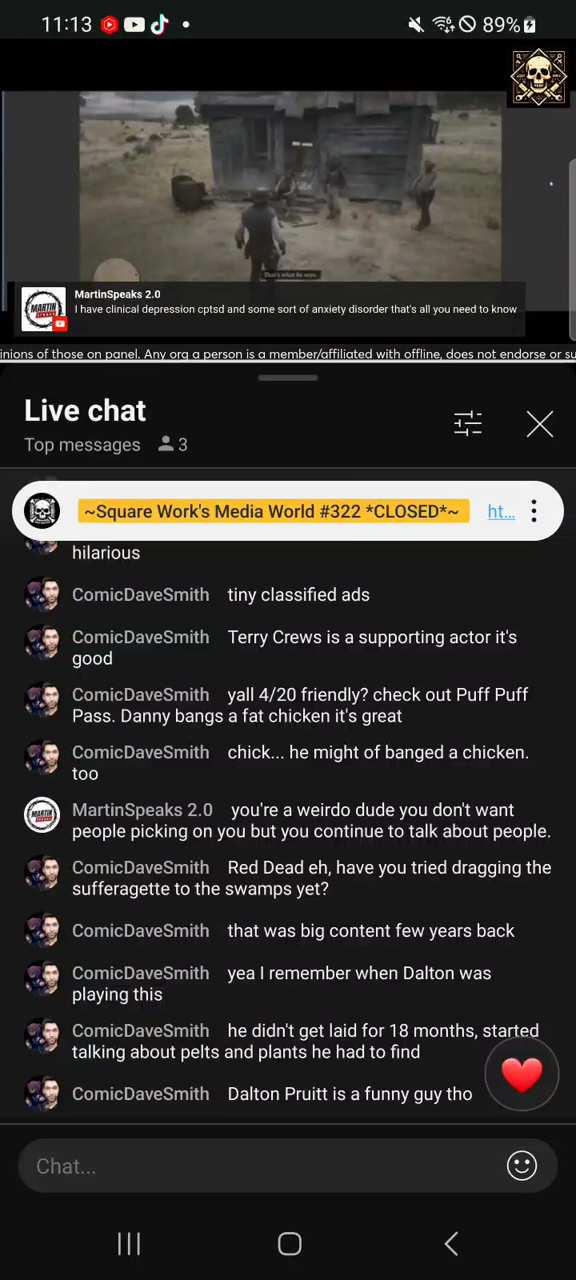 11:13
89%
That's what he says.
MARTIN
MartinSpeaks 2.0
I have clinical depression cptsd and some sort of anxiety disorder that's all you need to know
inions of those on panel. Any org a person is a member/affiliated with offline, does not endorse or su
Live chat
Top messages 3
~Square Work's Media World #322 *CLOSED*~ ht...
hilarious
ComicDaveSmith tiny classified ads
ComicDaveSmith Terry Crews is a supporting actor it's
good
ComicDaveSmith yall 4/20 friendly? check out Puff Puff
Pass. Danny bangs a fat chicken it's great
ComicDaveSmith chick... he might of banged a chicken.
too
MartinSpeaks 2.0 you're a weirdo dude you don't want
people picking on you but you continue to talk about people.
ComicDaveSmith Red Dead eh, have you tried dragging the
sufferagette to the swamps yet?
ComicDaveSmith that was big content few years back
ComicDaveSmith yea I remember when Dalton was
playing this
ComicDaveSmith he didn't get laid for 18 months, started
talking about pelts and plants he had to find
ComicDaveSmith Dalton Pruitt is a funny guy tho
Chat...